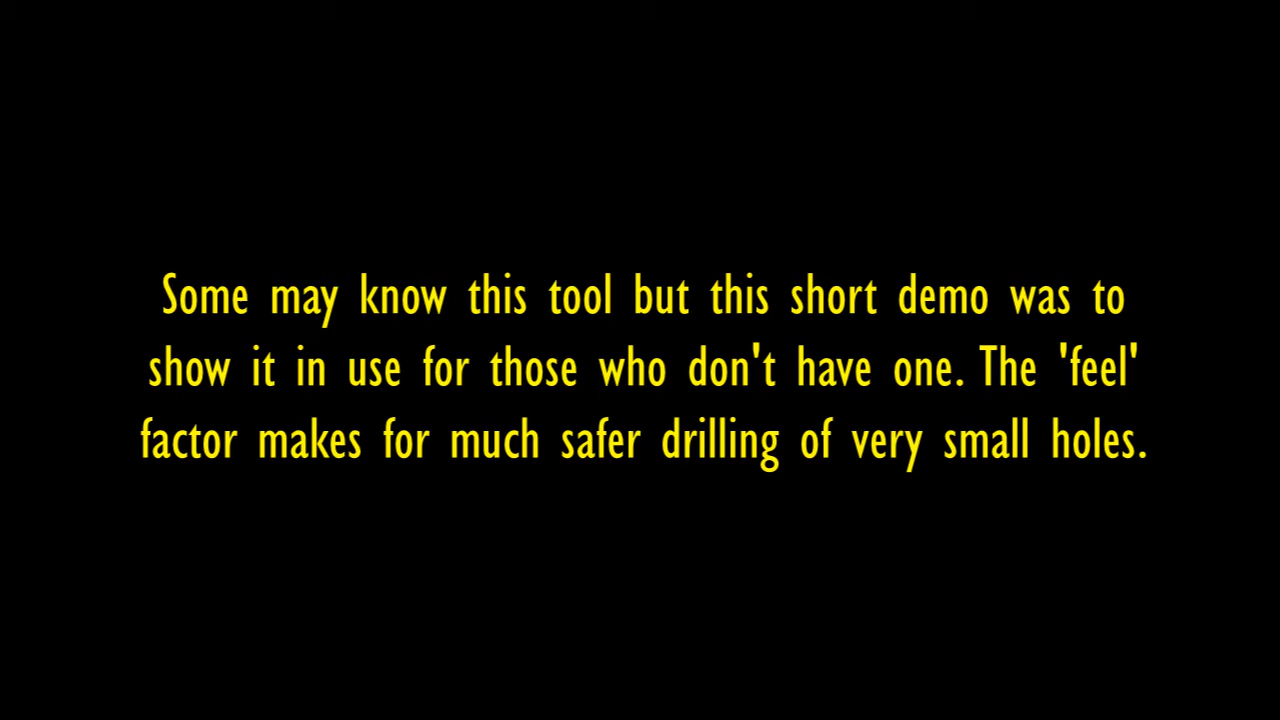 Some may know this tool but this short demo was to
show it in use for those who don't have one. The 'feel'
factor makes for much safer drilling of very small holes.